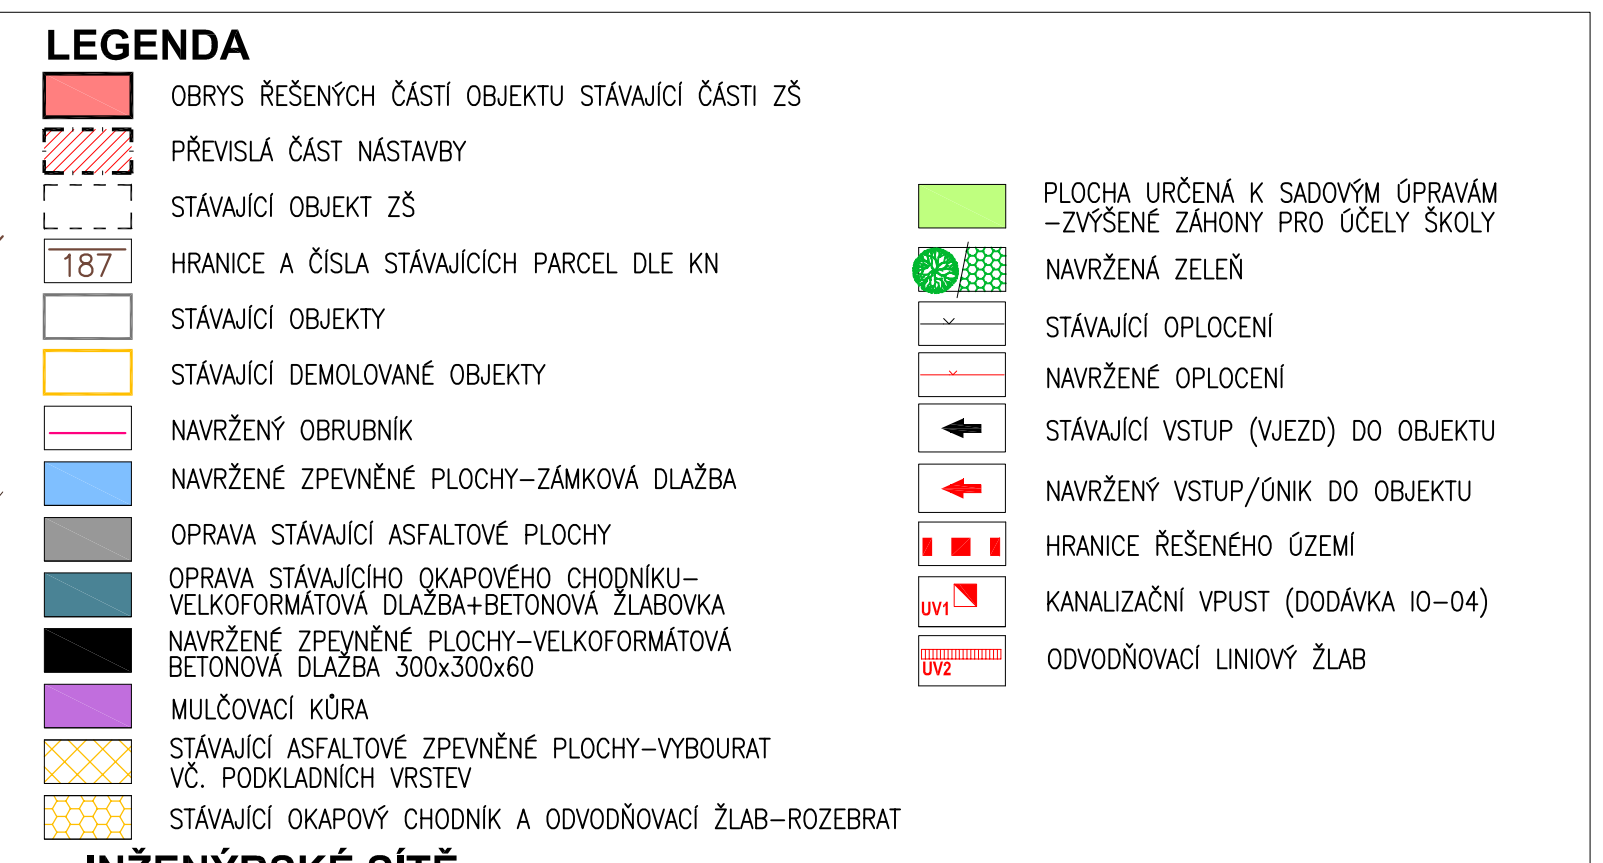 LEGENDA
OBRYS ŘEŠENÝCH ČÁSTÍ OBJEKTU STÁVAJÍCÍ ČÁSTI ZŠ
PŘEVISLÁ ČÁST NÁSTAVBY
STÁVAJÍCÍ OBJEKT ZŠ
187 HRANICE A ČÍSLA STÁVAJÍCÍCH PARCEL DLE KN
STÁVAJÍCÍ OBJEKTY
STÁVAJÍCÍ DEMOLOVANÉ OBJEKTY
NAVRŽENÝ OBRUBNÍK
NAVRŽENÉ ZPEVNĚNÉ PLOCHY-ZÁMKOVÁ DLAŽBA
OPRAVA STÁVAJÍCÍ ASFALTOVÉ PLOCHY
OPRAVA STÁVAJÍCÍHO OKAPOVÉHO CHODNÍKU-
VELKOFORMÁTOVÁ DLAŽBA+BETONOVÁ ŽLABOVKA
NAVRŽENÉ ZPEVNĚNÉ PLOCHY-VELKOFORMÁTOVÁ
BETONOVÁ DLAŽBA 300x300x60
MULČOVACÍ KŮRA
STÁVAJÍCÍ ASFALTOVÉ ZPEVNĚNÉ PLOCHY-VYBOURAT
VČ. PODKLADNÍCH VRSTEV
STÁVAJÍCÍ OKAPOVÝ CHODNÍK A ODVODŇOVACÍ ŽLAB-ROZEBRAT
PLOCHA URČENÁ K SADOVÝM ÚPRAVÁM
-ZVÝŠENÉ ZÁHONY PRO ÚČELY ŠKOLY
NAVRŽENÁ ZELEŇ
STÁVAJÍCÍ OPLOCENÍ
NAVRŽENÉ OPLOCENÍ
STÁVAJÍCÍ VSTUP (VJEZD) DO OBJEKTU
NAVRŽENÝ VSTUP/ÚNIK DO OBJEKTU
HRANICE ŘEŠENÉHO ÚZEMÍ
UV1 KANALIZAČNÍ VPUST (DODÁVKA IO-04)
UV2 ODVODŇOVACÍ LINIOVÝ ŽLAB
INŽENÝRSKÉ SÍTĚ